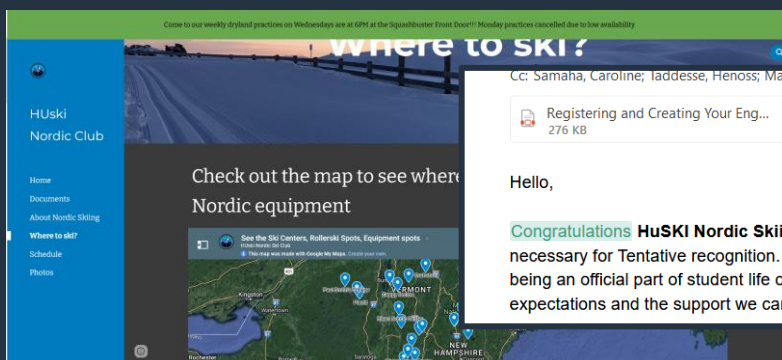 Come to our weekly dryland practices on Wednesdays are at 6PM at the Squashbuster Front Door!!! Monday practices cancelled due to low availability
Where to ski?
HUski
Nordic Club
Home
Documents
About Nordic Skiing
Where to ski?
Schedule
Photos
Check out the map to see where
Nordic equipment
See the Ski Centers, Rollerski Spots, Equipment spots
HUski Nordic Ski Club
This map was made with Google My Maps. Create your own.
Kingston
Watertown
Rochester
Saratoga
VERMONT
NEW
HAMPSHIRE
Cc: Samaha, Caroline; Taddesse, Henoss; Ma
Registering and Creating Your Eng...
276 KB
Hello,
Congratulations HuSKI Nordic Skii
necessary for Tentative recognition.
being an official part of student life o
expectations and the support we car